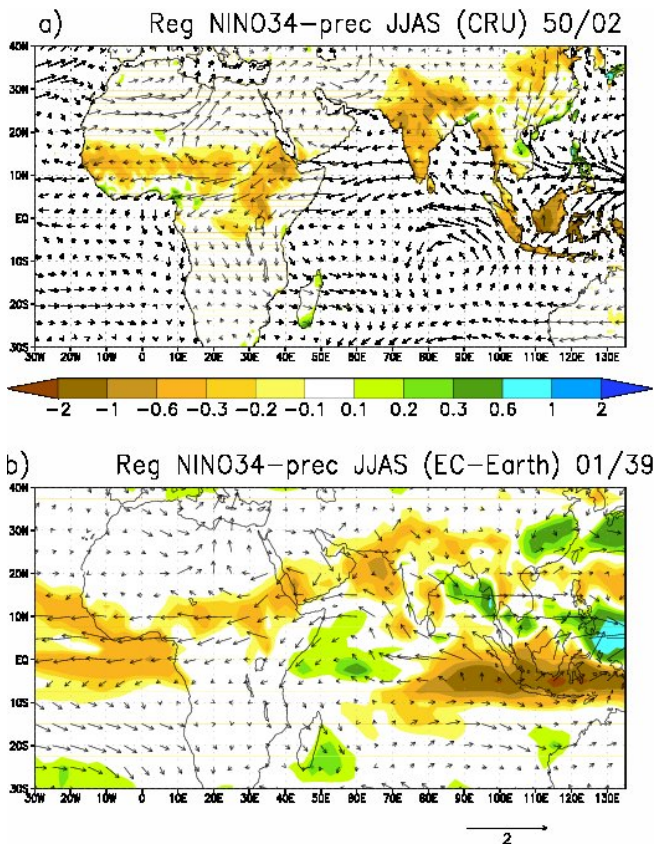 a) Reg NINO34-prec JJAS (CRU) 50/02
40N
30N
20N
10N
EQ
10S
20S
30S
30W 20W 10W 0 10E 20E 30E 40E 50E 60E 70E 80E 90E 100E 110E 120E 130E
-2 -1 -0.6 -0.3 -0.2 -0.1 0.1 0.2 0.3 0.6 1 2
b) Reg NINO34-prec JJAS (EC-Earth) 01/39
40N
30N
20N
10N
EQ
10S
20S
30S
30W 20W 10W 0 10E 20E 30E 40E 50E 60E 70E 80E 90E 100E 110E 120E 130E
2